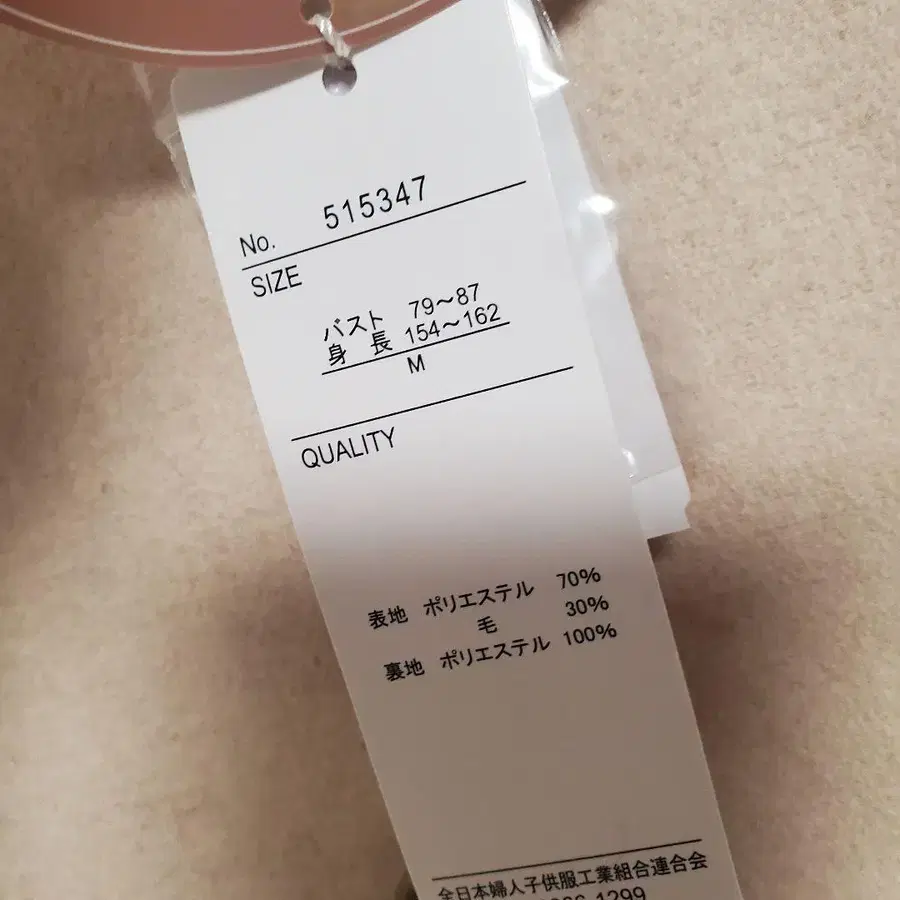 No. 515347
SIZE
バスト 79～87
身 長 154～162
M
QUALITY
表地 ポリエステル 70%
毛 30%
裏地 ポリエステル 100%
全日本婦人子供服工業組合連合会
1299